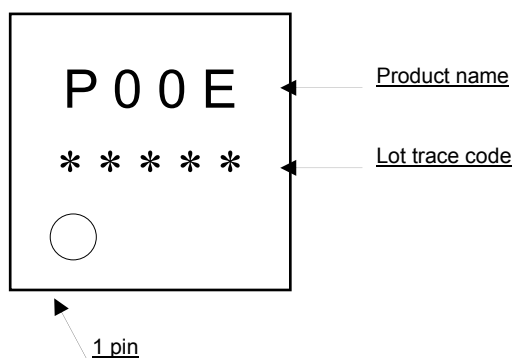 P00E
Product name
*****
Lot trace code
1 pin